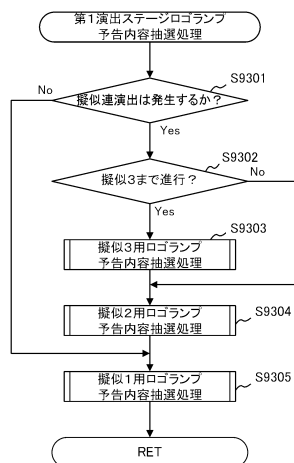 第1演出ステージロゴランプ
予告内容抽選処理
S9301
No
擬似連演出は発生するか？
Yes
S9302
No
擬似3まで進行？
Yes
S9303
擬似3用ロゴランプ
予告内容抽選処理
擬似2用ロゴランプ
予告内容抽選処理
S9304
擬似1用ロゴランプ
予告内容抽選処理
S9305
RET